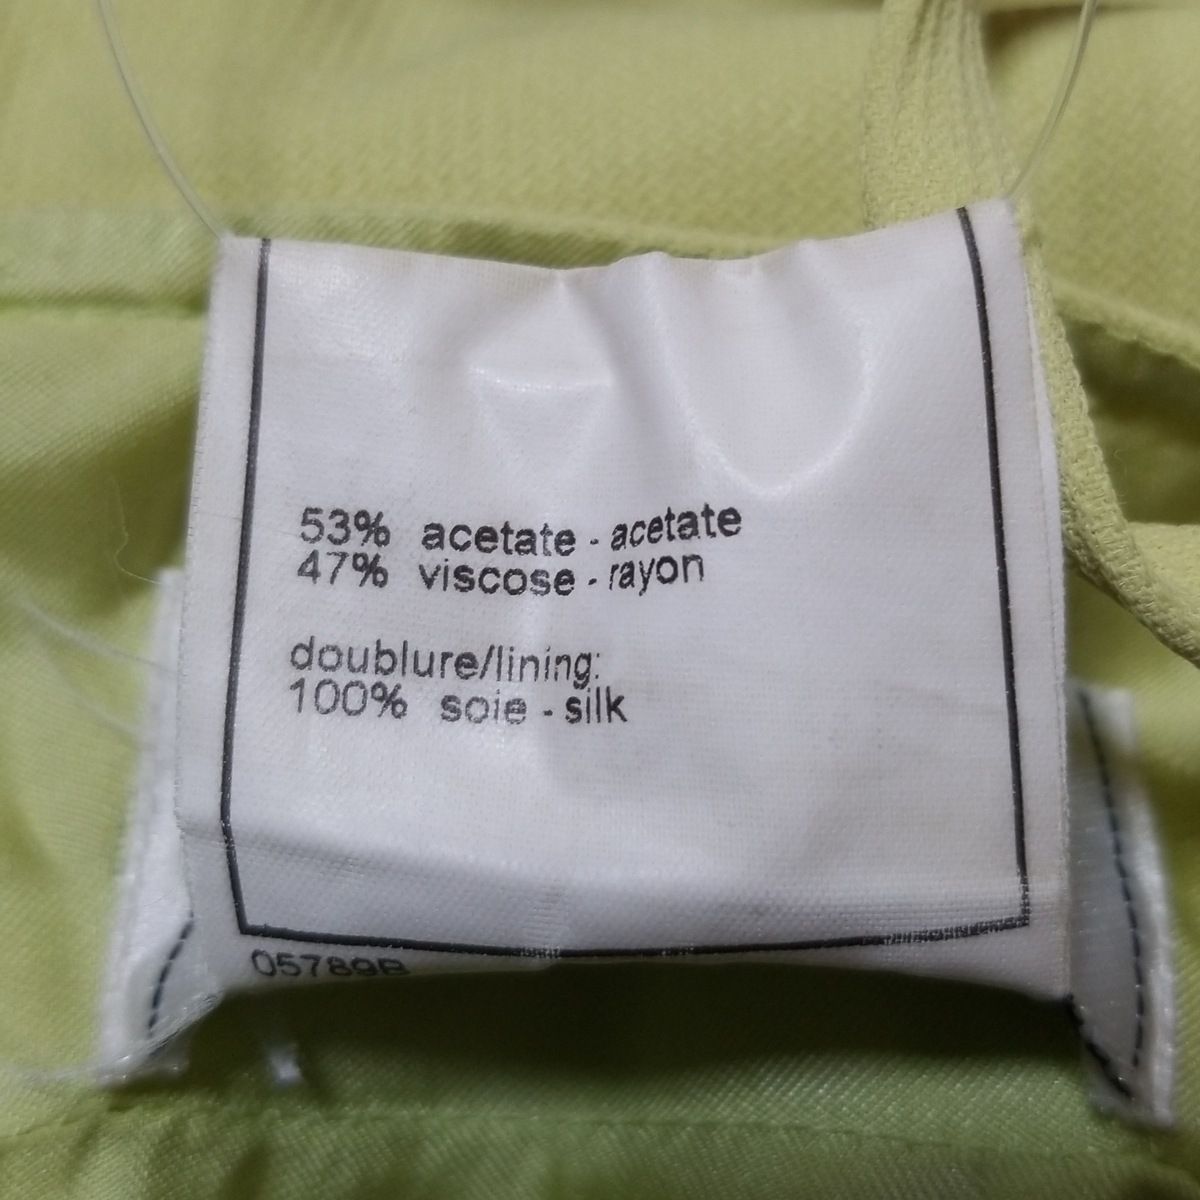 53% acetate - acetate
47% viscose - rayon
doublure/lining:
100% soie - silk
05789B